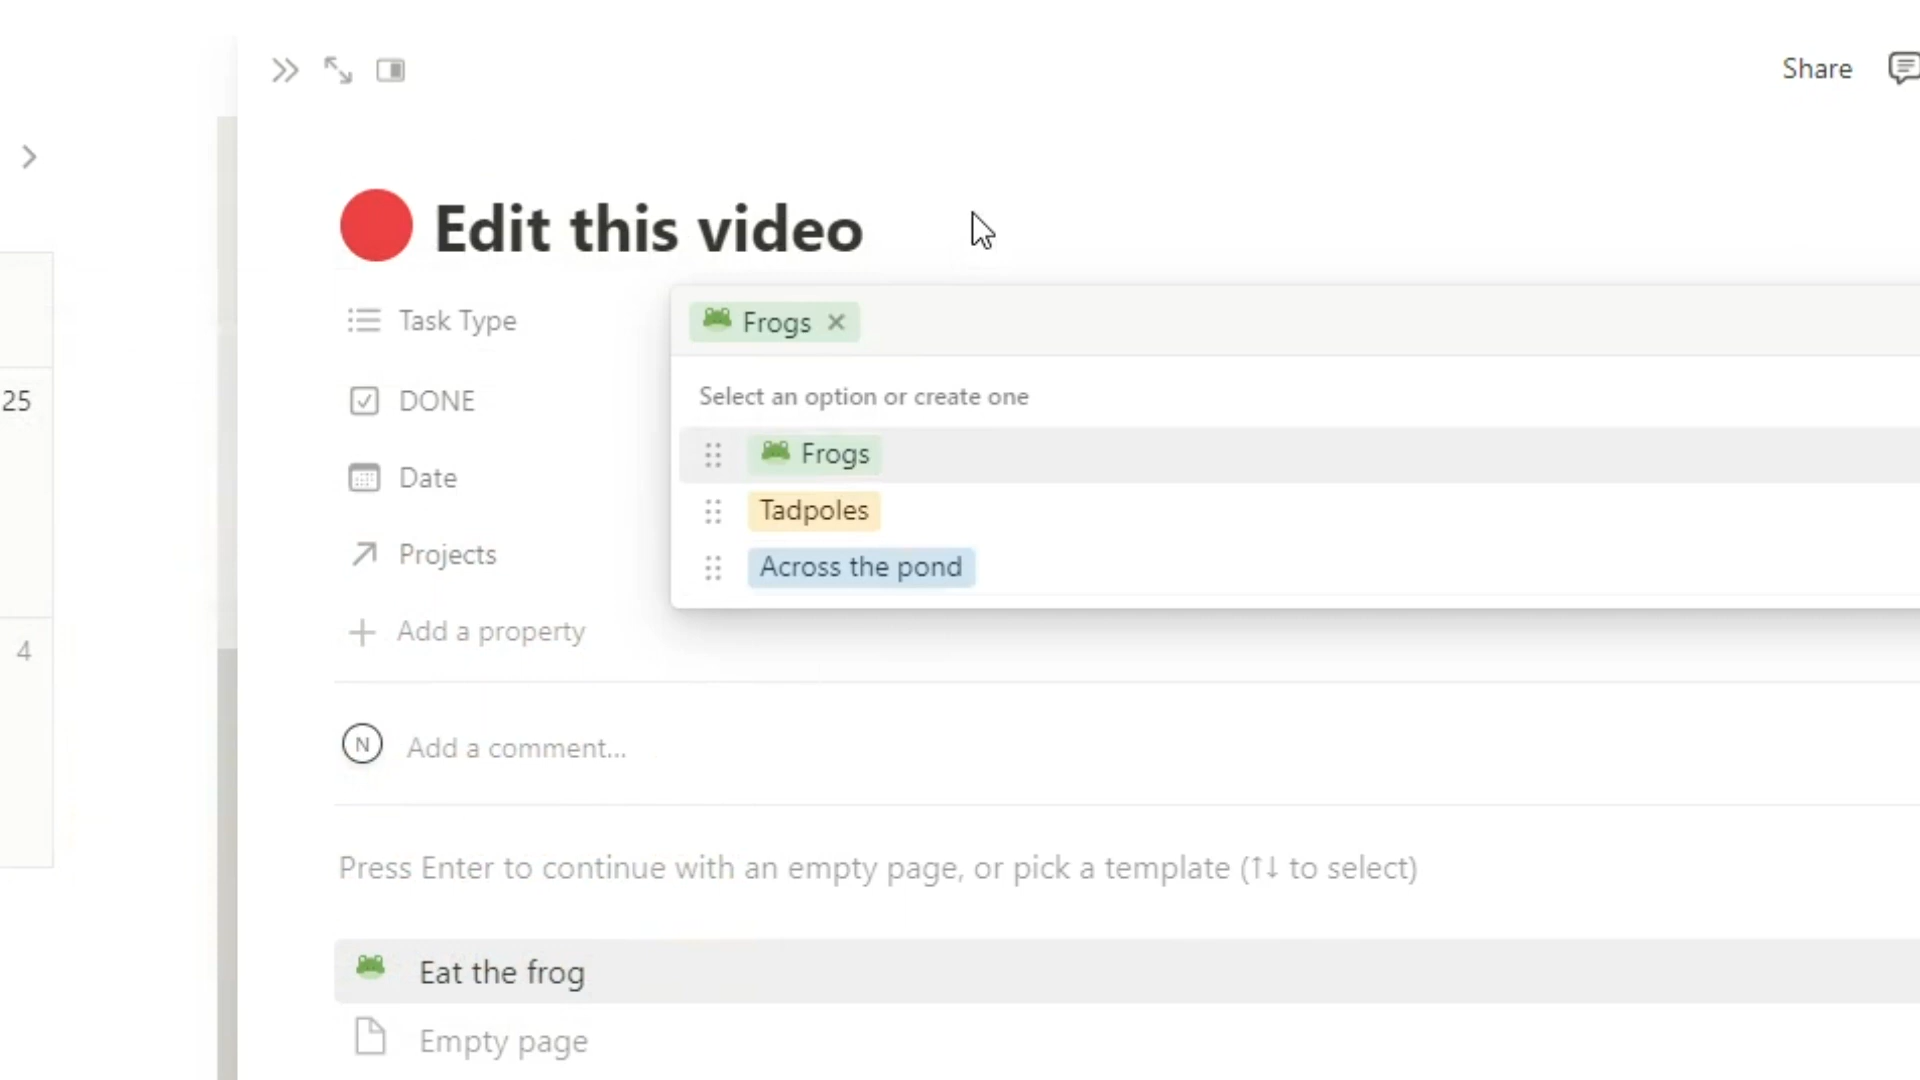 Share
Edit this video
Task Type
Frogs
Select an option or create one
DONE
Frogs
25
Date
Tadpoles
Projects
Across the pond
Add a property
4
N
Add a comment...
Press Enter to continue with an empty page, or pick a template (↑↓ to select)
Eat the frog
Empty page